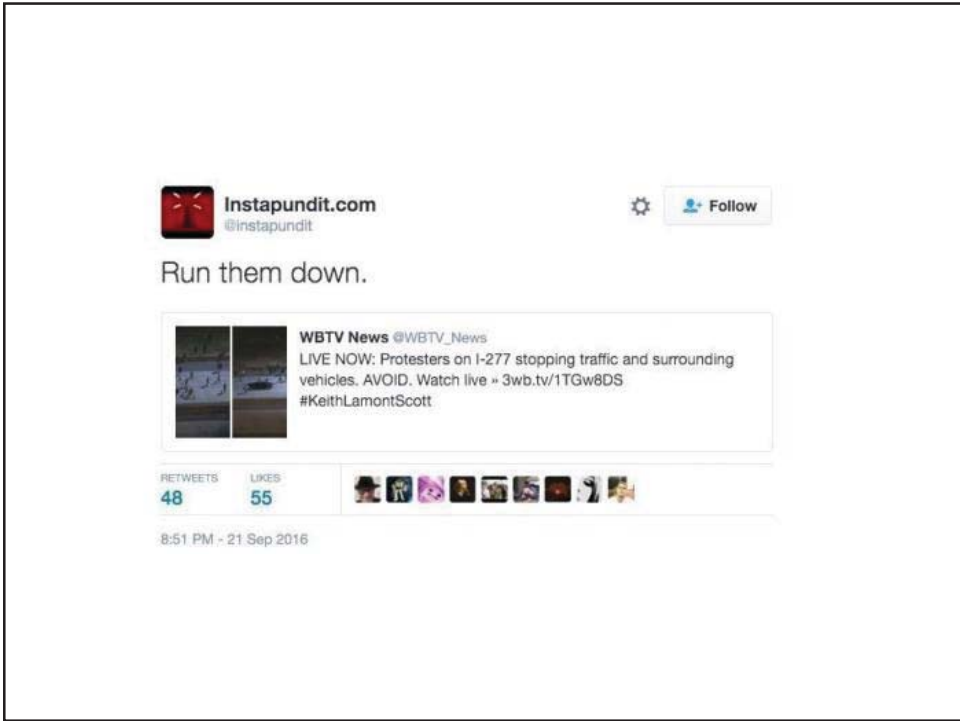 Instapundit.com
@instapundit
Follow
Run them down.
WBTV News @WBTV_News
LIVE NOW: Protesters on I-277 stopping traffic and surrounding
vehicles. AVOID. Watch live » 3wb.tv/1TGw8DS
#KeithLamontScott
RETWEETS LIKES
48 55
8:51 PM - 21 Sep 2016